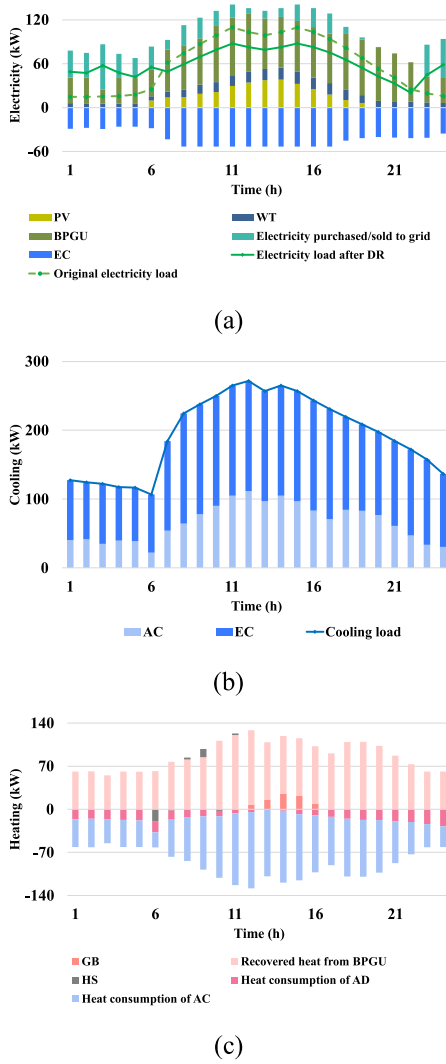 Electricity (kW)
120
60
0
-60
1 6 11 16 21
Time (h)
PV WT
BPGU Electricity purchased/sold to grid
EC Electricity load after DR
Original electricity load
(a)
Cooling (kW)
300
200
100
0
1 6 11 16 21
Time (h)
AC EC Cooling load
(b)
Heating (kW)
140
70
0
-70
-140
1 6 11 16 21
Time (h)
GB Recovered heat from BPGU
HS Heat consumption of AD
Heat consumption of AC
(c)